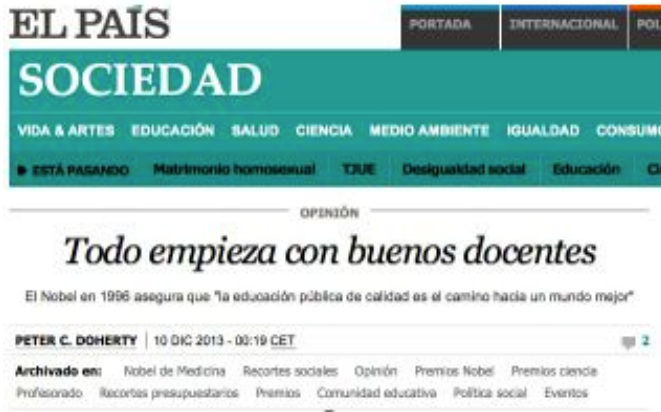 EL PAÍS
PORTADA INTERNACIONAL POL
SOCIEDAD
VIDA & ARTES EDUCACIÓN SALUD CIENCIA MEDIO AMBIENTE IGUALDAD CONSUMO
ESTÁ PASANDO Matrimonio homosexual TJUE Desigualdad social Educación
OPINIÓN
Todo empieza con buenos docentes
El Nobel en 1996 asegura que "la educación pública de calidad es el camino hacia un mundo mejor"
PETER C. DOHERTY | 10 DIC 2013 - 00:19 CET 2
Archivado en: Nobel de Medicina Recortes sociales Opinión Premios Nobel Premios ciencia
Profesorado Recortes presupuestarios Premios Comunidad educativa Política social Eventos